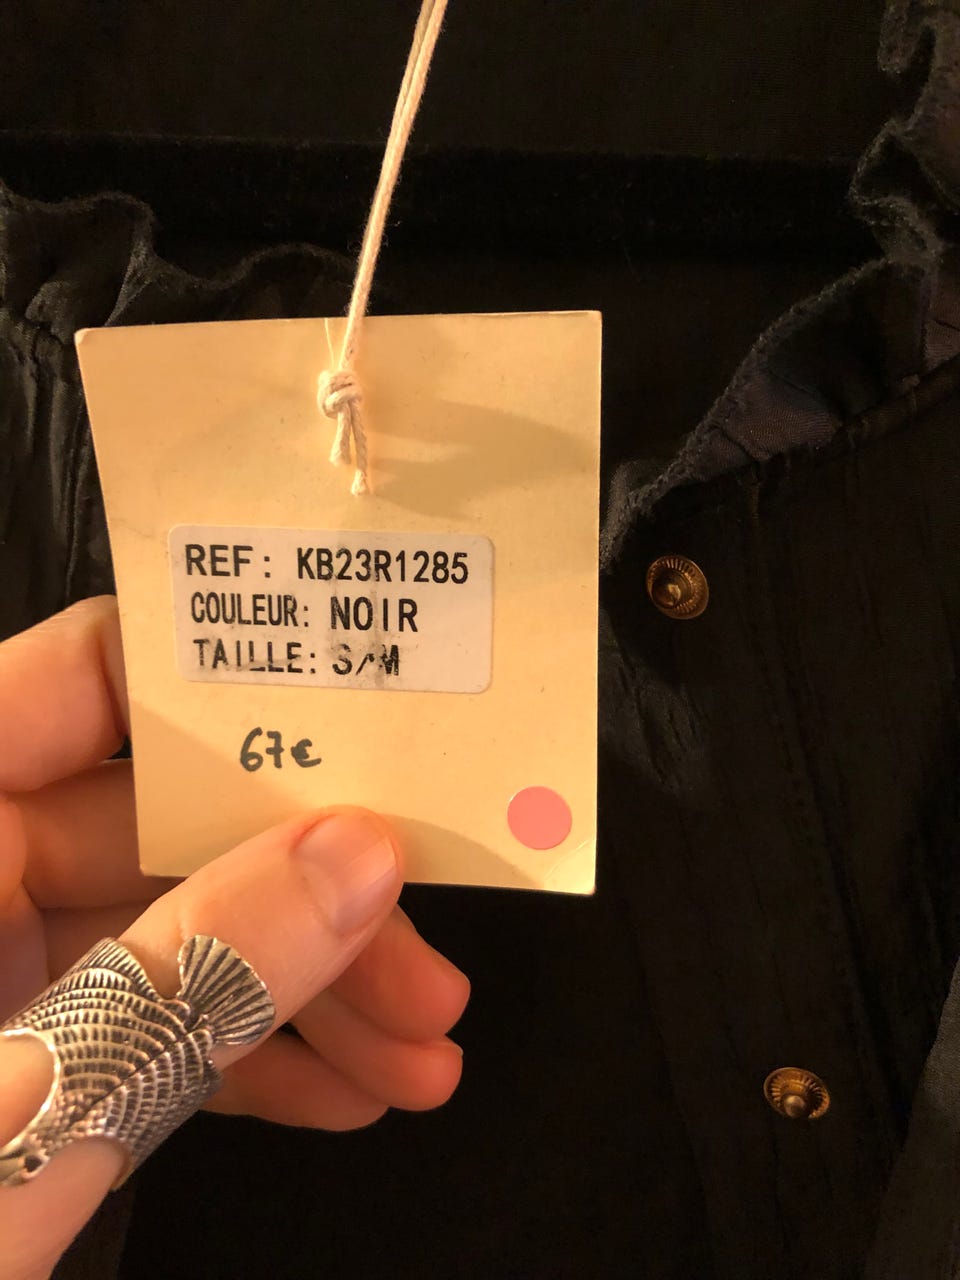 REF: KB23R1285
COULEUR: NOIR
TAILLE: S/M
67€